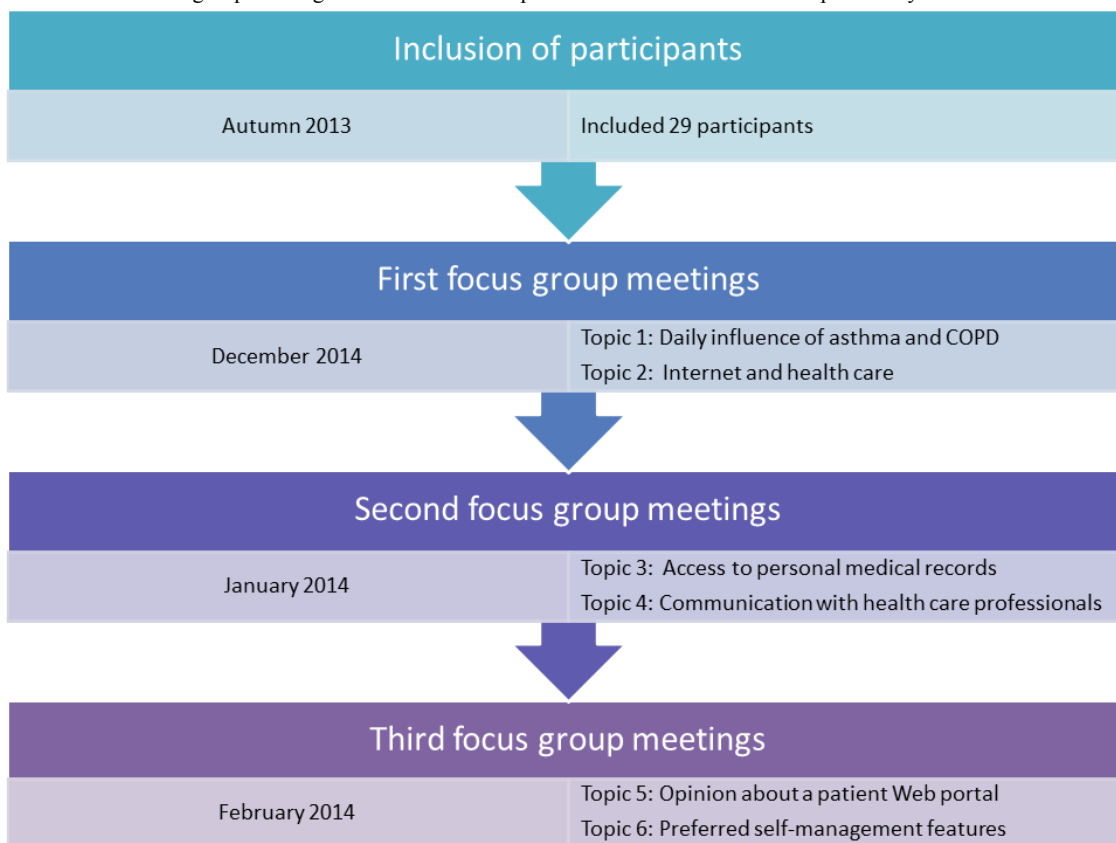 group
Inclusion of participants
Autumn 2013
Included 29 participants
First focus group meetings
December 2014
Topic 1: Daily influence of asthma and COPD
Topic 2: Internet and health care
Second focus group meetings
January 2014
Topic 3: Access to personal medical records
Topic 4: Communication with health care professionals
Third focus group meetings
February 2014
Topic 5: Opinion about a patient Web portal
Topic 6: Preferred self-management features